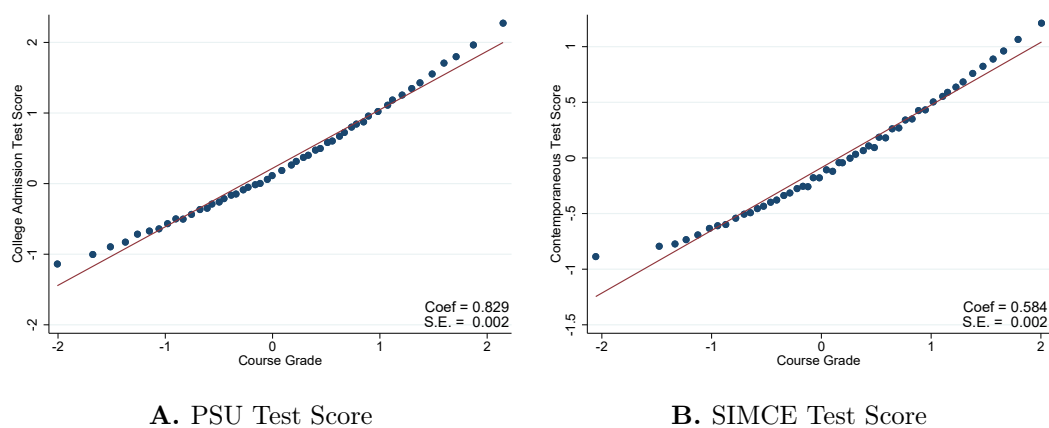 College Admission Test Score
2
1
0
-1
-2
Coef = 0.829
S.E. = 0.002
-2 -1 0 1 2
Course Grade
A. PSU Test Score
Contemporaneous Test Score
1
.5
0
-.5
-1
-1.5
Coef = 0.584
S.E. = 0.002
-2 -1 0 1 2
Course Grade
B. SIMCE Test Score